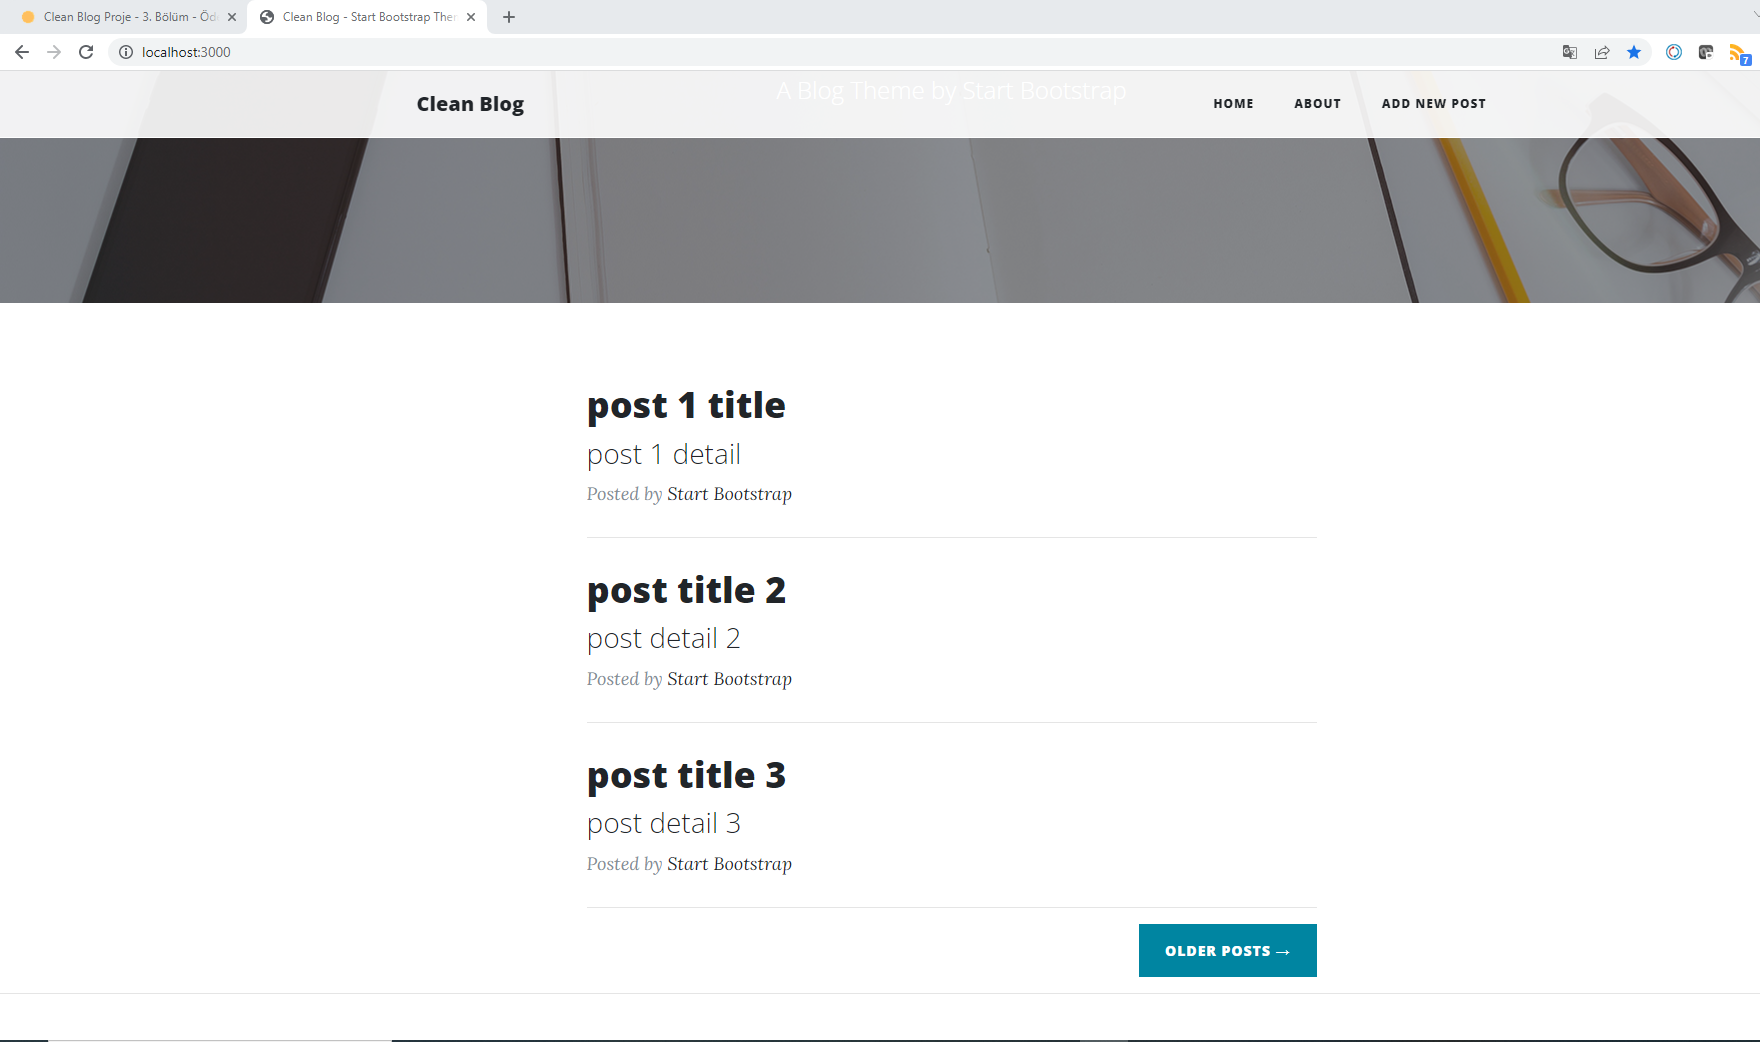 Clean Blog Proje - 3. Bölüm - Öd
Clean Blog - Start Bootstrap Ther
localhost:3000
7
A Blog Theme by Start Bootstrap
Clean Blog
HOME
ABOUT
ADD NEW POST
post 1 title
post 1 detail
Posted by Start Bootstrap
post title 2
post detail 2
Posted by Start Bootstrap
post title 3
post detail 3
Posted by Start Bootstrap
OLDER POSTS →